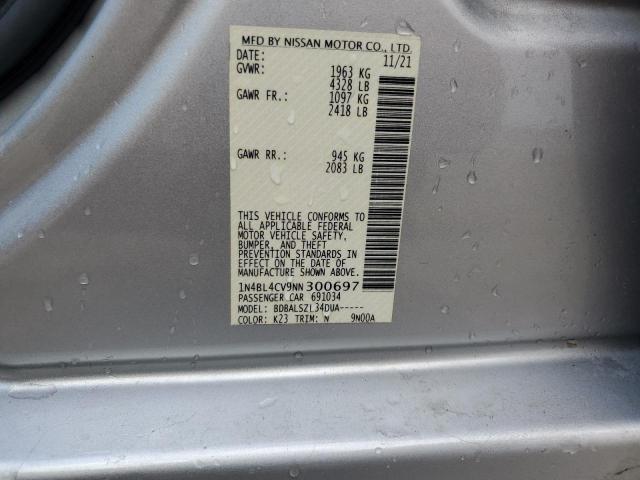 MFD BY NISSAN MOTOR CO., LTD.
DATE: 11/21
GVWR: 1963 KG
4328 LB
GAWR FR.: 1097 KG
2418 LB
GAWR RR.: 945 KG
2083 LB
THIS VEHICLE CONFORMS TO
ALL APPLICABLE FEDERAL
MOTOR VEHICLE SAFETY,
BUMPER, AND THEFT
PREVENTION STANDARDS IN
EFFECT ON THE DATE OF
MANUFACTURE SHOWN ABOVE.
1N4BL4CV9NN300697
PASSENGER CAR 691034
MODEL: BDBALSZL34DUA-----
COLOR: K23 TRIM: N 9N00A